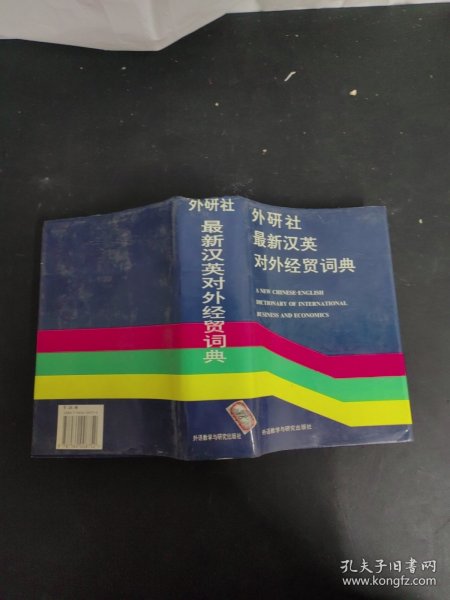 外研社
最新汉英
对外经贸词典
A NEW CHINESE-ENGLISH
DICTIONARY OF INTERNATIONAL
BUSINESS AND ECONOMICS
外语教学与研究出版社
外研社
最新汉英对外经贸词典
外语教学与研究出版社
孔夫子旧书网
www.kongfz.com